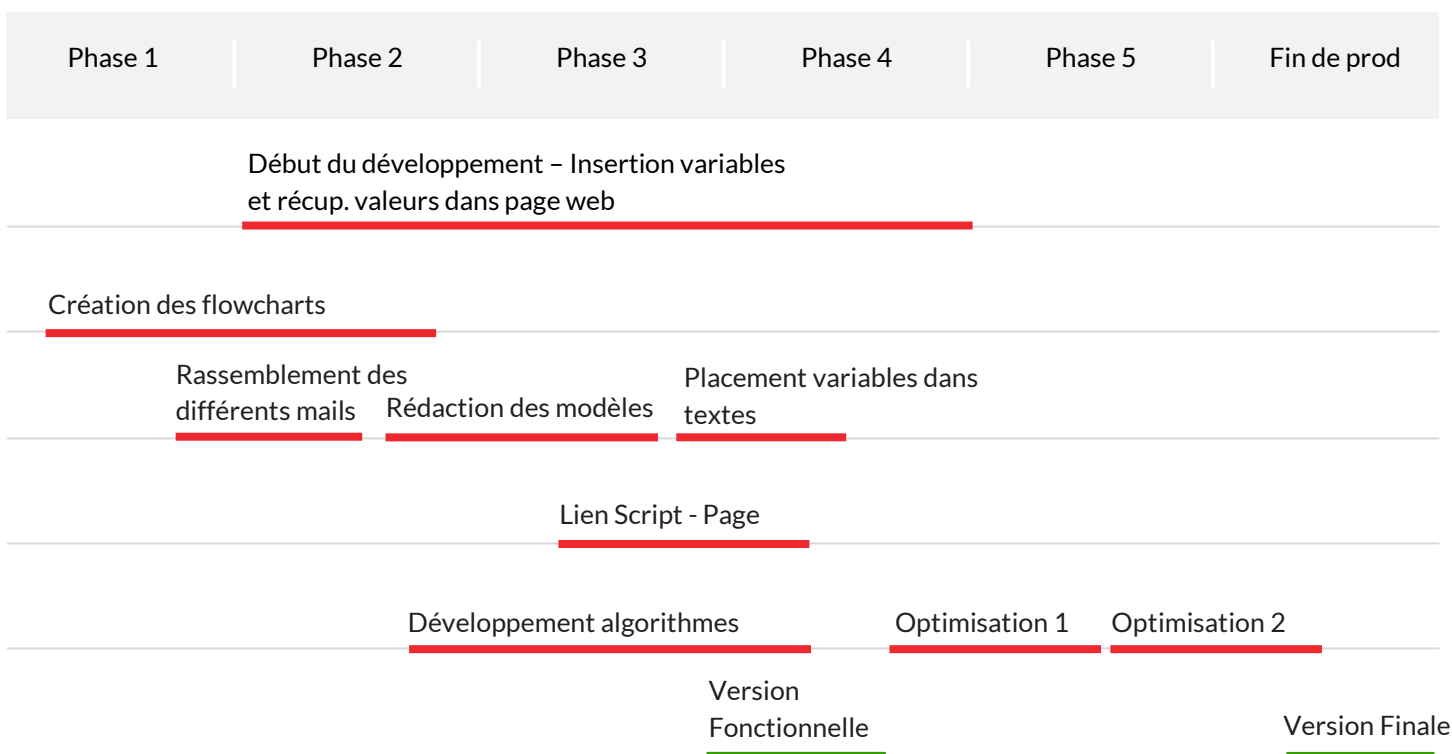 Phase 1
Phase 2
Phase 3
Phase 4
Phase 5
Fin de prod
Début du développement – Insertion variables
et récup. valeurs dans page web
Création des flowcharts
Rassemblement des
différents mails
Rédaction des modèles
Placement variables dans
textes
Lien Script - Page
Développement algorithmes
Optimisation 1
Optimisation 2
Version
Fonctionnelle
Version Finale